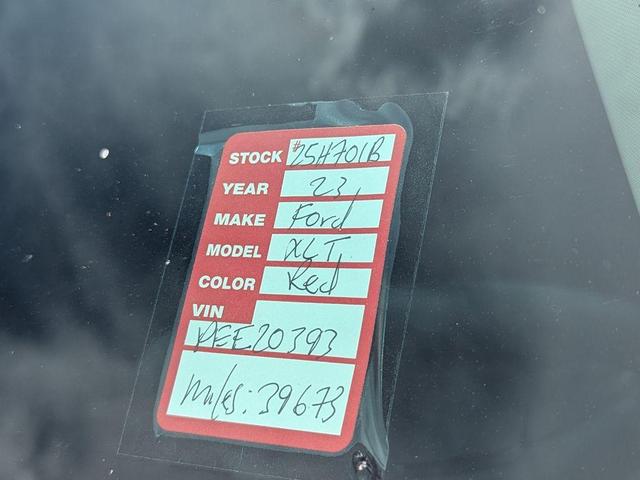 STOCK #25H701B
YEAR 23
MAKE Ford
MODEL XLT
COLOR Red
VIN
PEE20393
miles: 39673